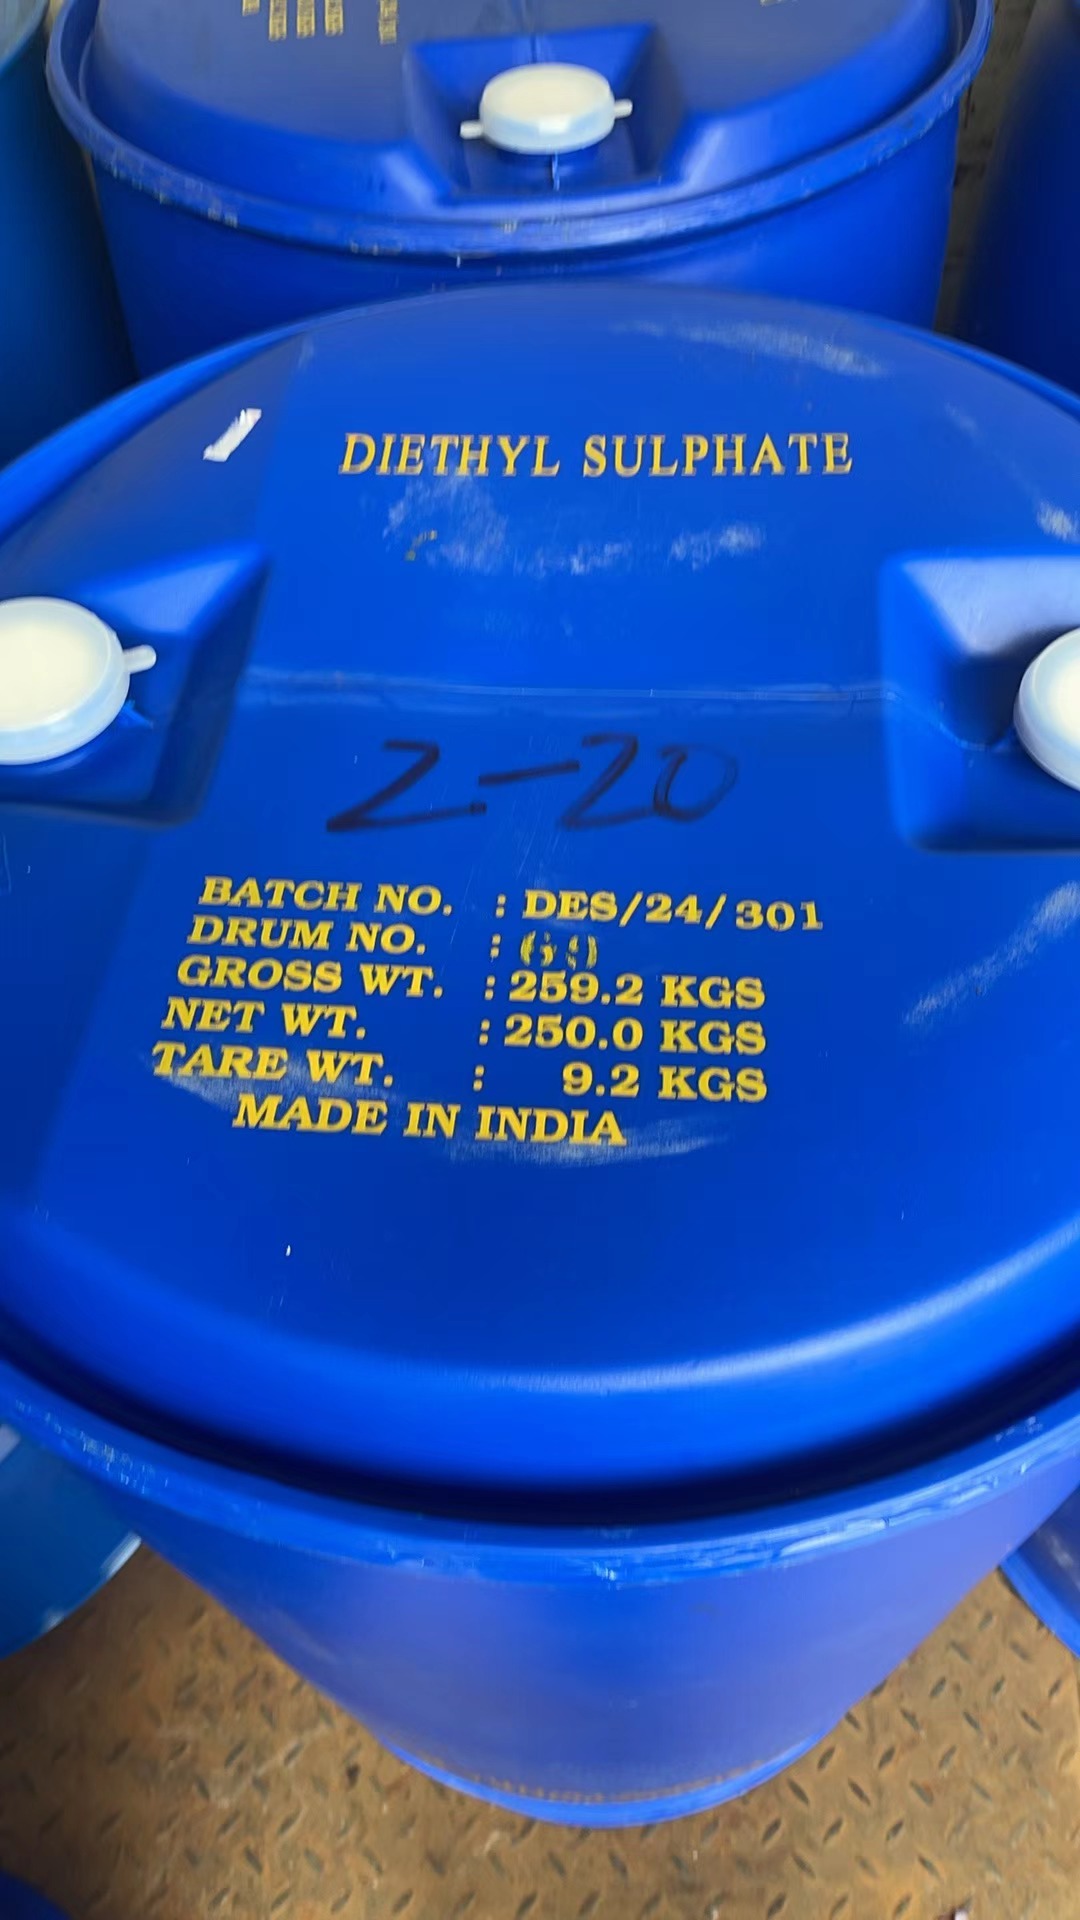 DIETHYL SULPHATE
Z-20
BATCH NO. : DES/24/301
DRUM NO. :
GROSS WT. : 259.2 KGS
NET WT. : 250.0 KGS
TARE WT. : 9.2 KGS
MADE IN INDIA